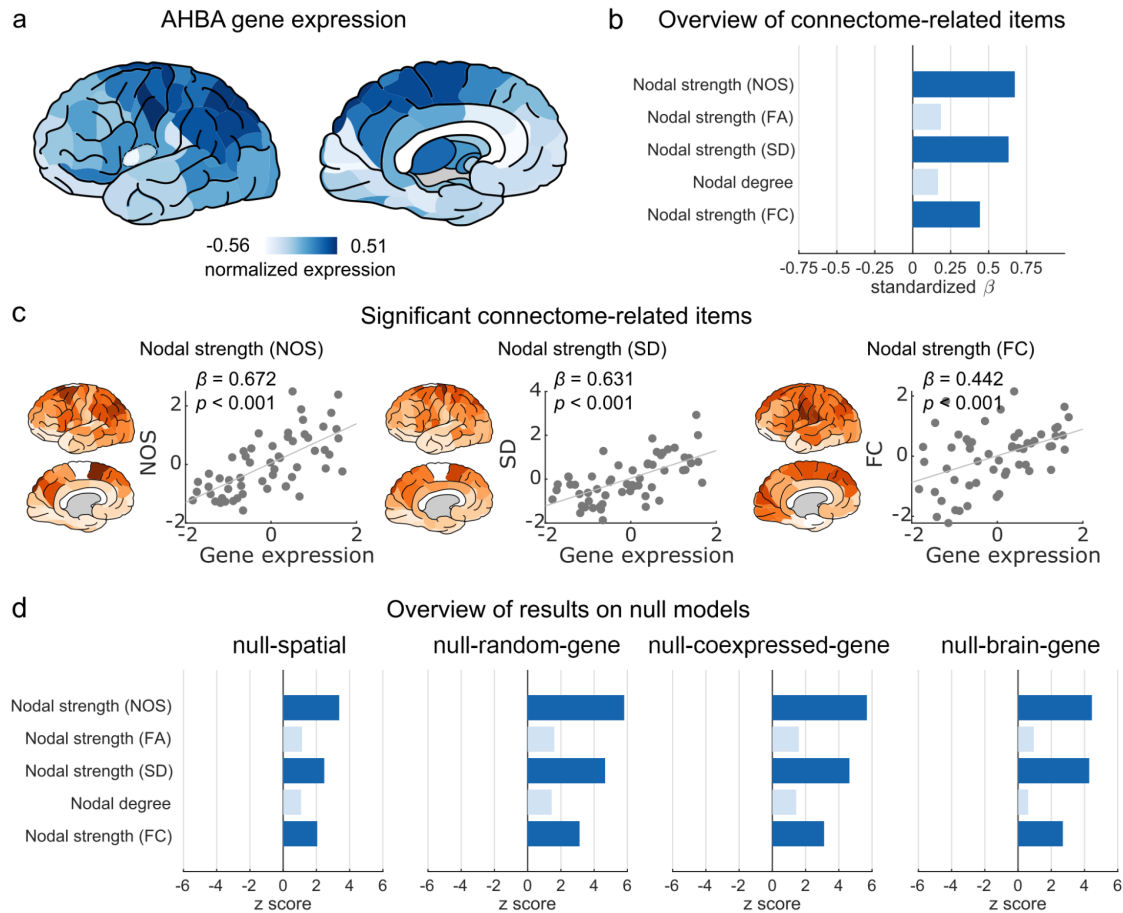 a
AHBA gene expression
-0.56
0.51
normalized expression
b
Overview of connectome-related items
Nodal strength (NOS)
Nodal strength (FA)
Nodal strength (SD)
Nodal degree
Nodal strength (FC)
-0.75 -0.5 -0.25 0 0.25 0.5 0.75
standardized β
c
Significant connectome-related items
Nodal strength (NOS)
β = 0.672
p < 0.001
NOS
2
0
-2
-2 0 2
Gene expression
Nodal strength (SD)
β = 0.631
p < 0.001
SD
4
2
0
-2
-2 0 2
Gene expression
Nodal strength (FC)
β = 0.442
p < 0.001
FC
2
0
-2
-2 0 2
Gene expression
d
Overview of results on null models
null-spatial
null-random-gene
null-coexpressed-gene
null-brain-gene
Nodal strength (NOS)
Nodal strength (FA)
Nodal strength (SD)
Nodal degree
Nodal strength (FC)
-6 -4 -2 0 2 4 6
z score
-6 -4 -2 0 2 4 6
z score
-6 -4 -2 0 2 4 6
z score
-6 -4 -2 0 2 4 6
z score